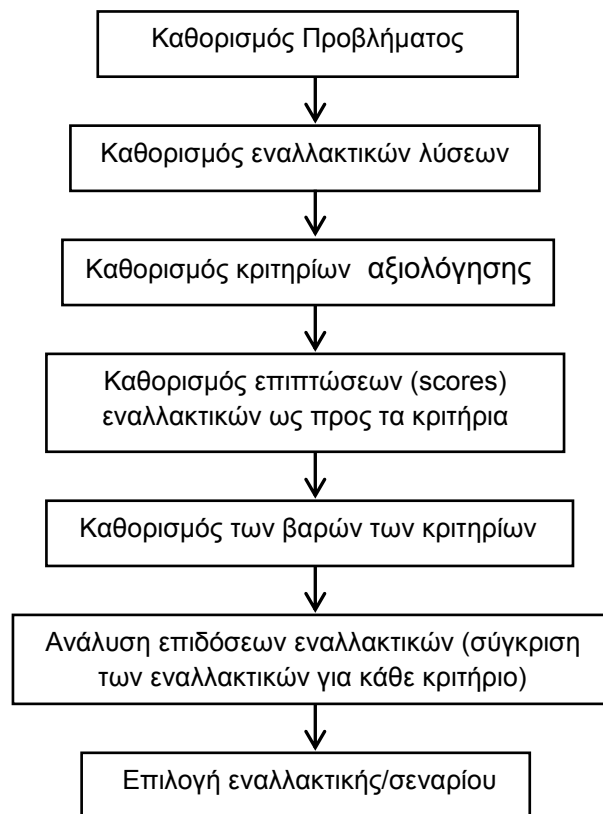 Καθορισμός Προβλήματος
Καθορισμός εναλλακτικών λύσεων
Καθορισμός κριτηρίων αξιολόγησης
Καθορισμός επιπτώσεων (scores)
εναλλακτικών ως προς τα κριτήρια
Καθορισμός των βαρών των κριτηρίων
Ανάλυση επιδόσεων εναλλακτικών (σύγκριση
των εναλλακτικών για κάθε κριτήριο)
Επιλογή εναλλακτικής/σεναρίου